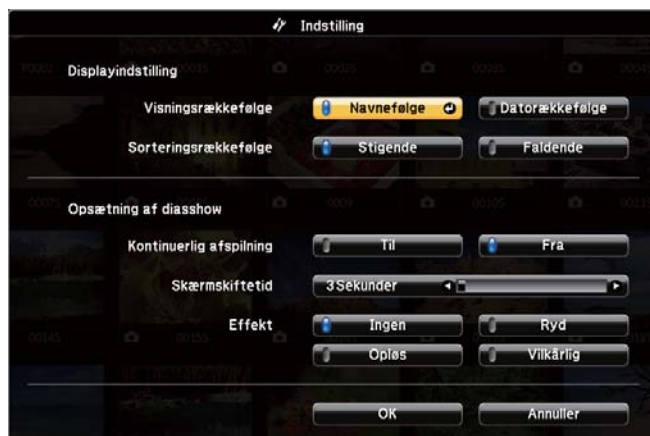 Indstilling
Displayindstilling
Visningsrækkefølge Navnefølge Datorækkefølge
Sorteringsrækkefølge Stigende Faldende
Opsætning af diasshow
Kontinuerlig afspilning Til Fra
Skærmskiftetid 3Sekunder
Effekt Ingen Ryd
Opløs Vilkårlig
OK Annuller